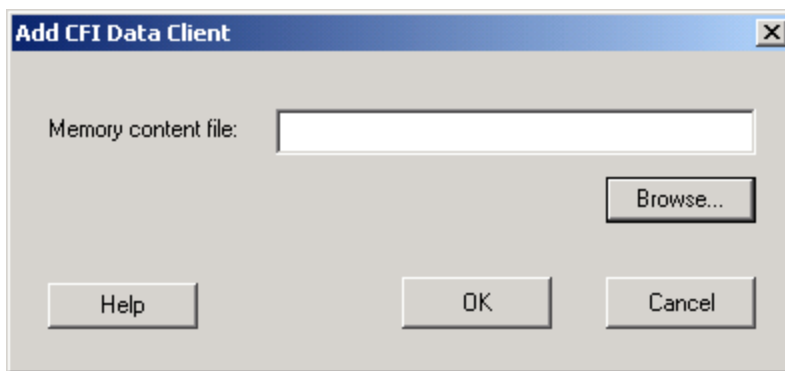 Add CFI Data Client
Memory content file:
Browse...
Help OK Cancel